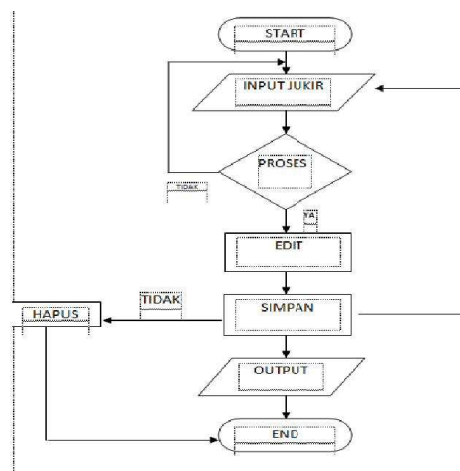 START
INPUT JUKIR
PROSES
TIDAK
YA
EDIT
SIMPAN
TIDAK
HAPUS
OUTPUT
END